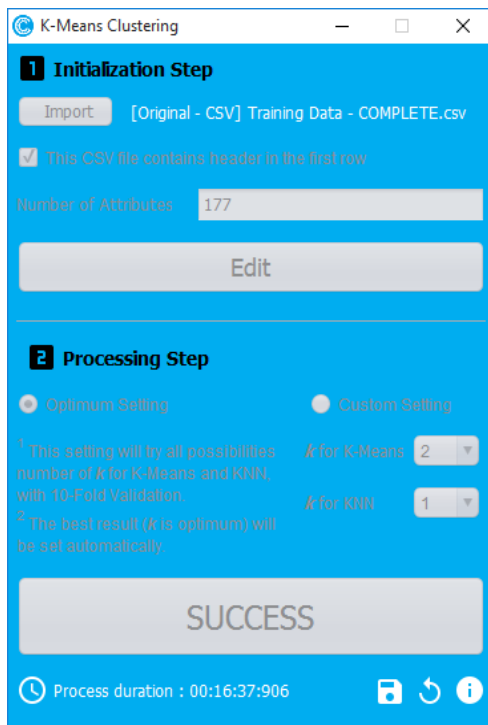 K-Means Clustering
1 Initialization Step
Import [Original - CSV] Training Data - COMPLETE.csv
This CSV file contains header in the first row
Number of Attributes 177
Edit
2 Processing Step
Optimum Setting Custom Setting
1 This setting will try all possibilities
number of k for K-Means and KNN,
with 10-Fold Validation.
2 The best result (k is optimum) will
be set automatically.
k for K-Means 2
k for KNN 1
SUCCESS
Process duration : 00:16:37:906